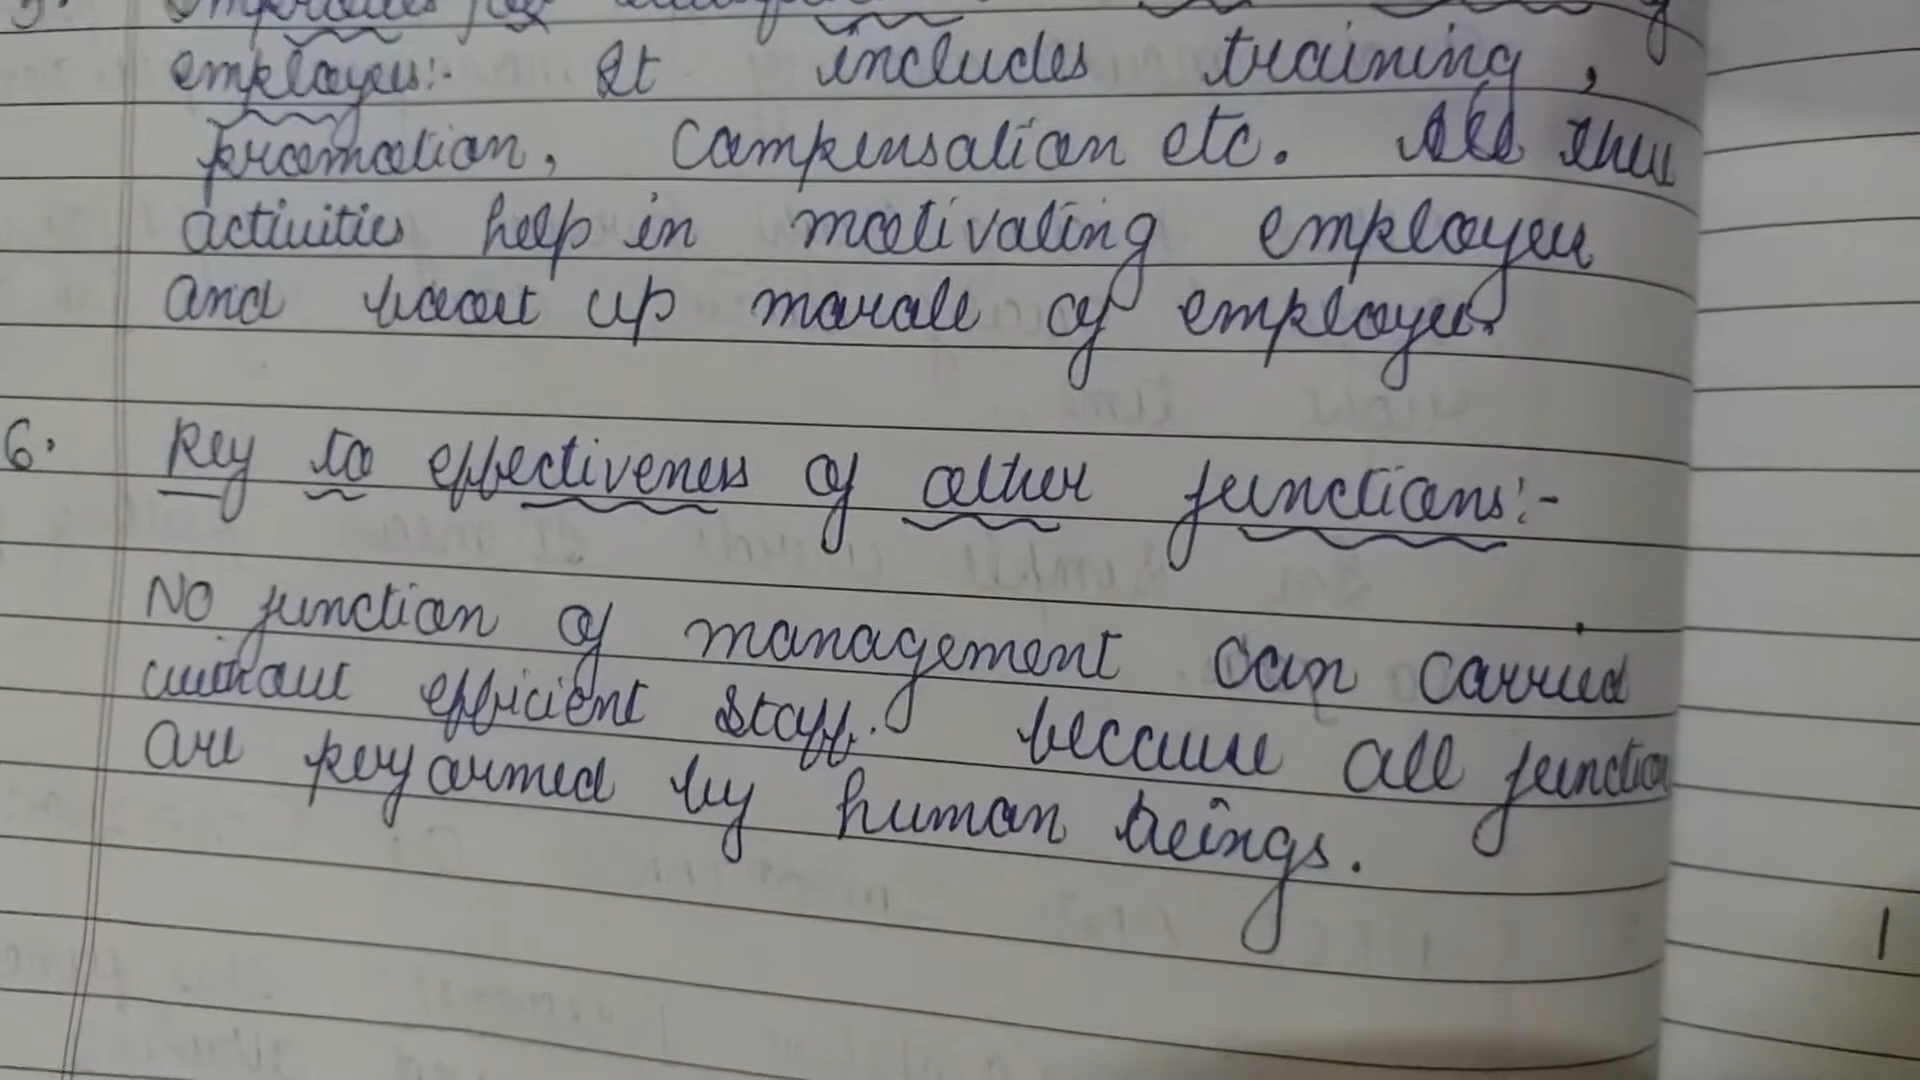 5.
employees:- It includes training,
promotion, Compensation etc. All these
activities help in motivating employees
and boost up morale of employees.
6. Key to effectiveness of other functions:-
No function of management can carried
without efficient staff. because all function
are performed by human beings.